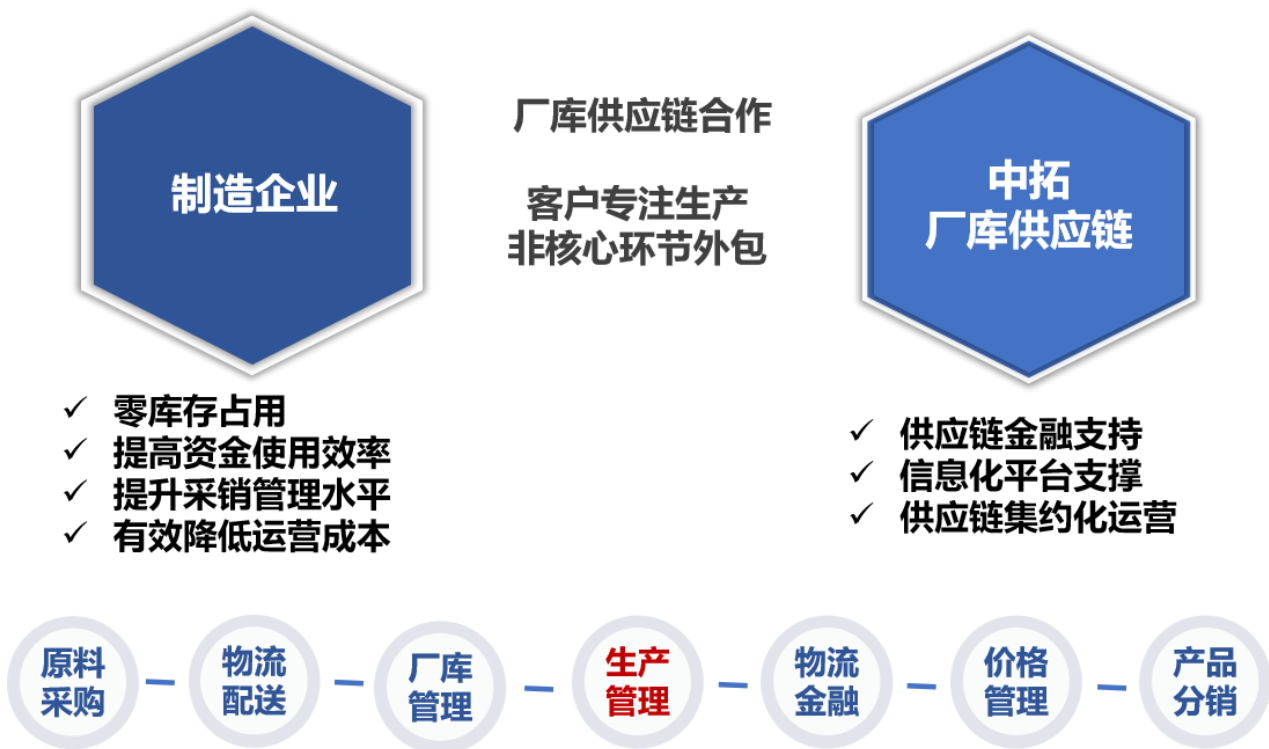 制造企业
厂库供应链合作
客户专注生产
非核心环节外包
中拓
厂库供应链
✓ 零库存占用
✓ 提高资金使用效率
✓ 提升采销管理水平
✓ 有效降低运营成本
✓ 供应链金融支持
✓ 信息化平台支撑
✓ 供应链集约化运营
原料
采购
物流
配送
厂库
管理
生产
管理
物流
金融
价格
管理
产品
分销